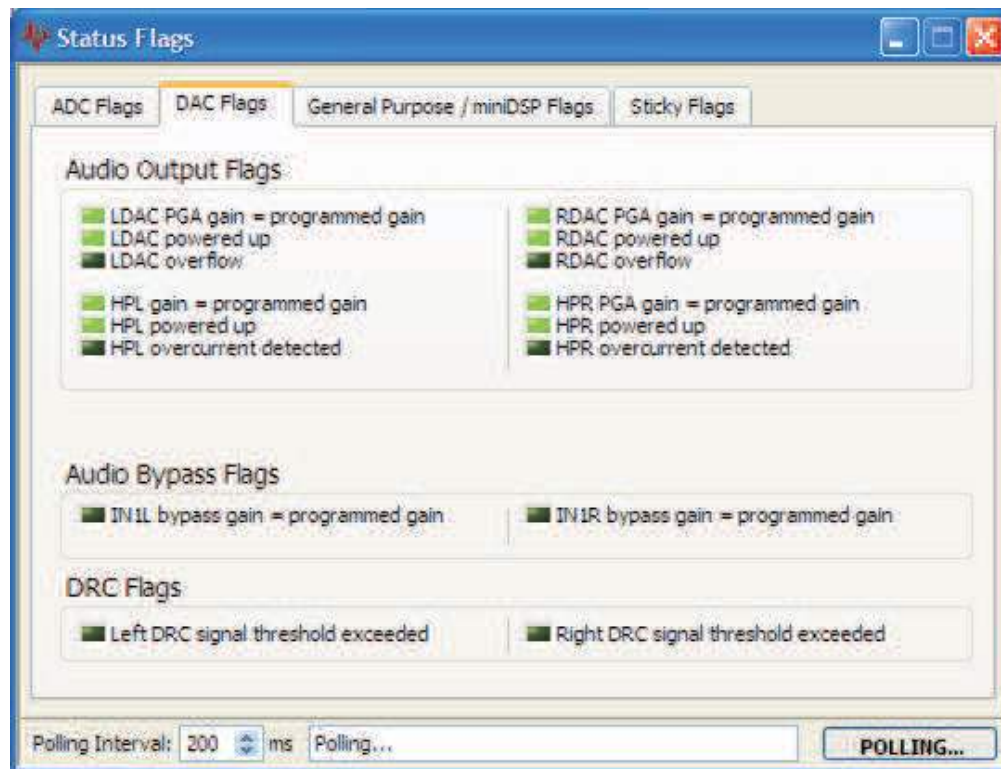 Status Flags
ADC Flags
DAC Flags
General Purpose / miniDSP Flags
Sticky Flags
Audio Output Flags
LDAC PGA gain = programmed gain
LDAC powered up
LDAC overflow
HPL gain = programmed gain
HPL powered up
HPL overcurrent detected
RDAC PGA gain = programmed gain
RDAC powered up
RDAC overflow
HPR PGA gain = programmed gain
HPR powered up
HPR overcurrent detected
Audio Bypass Flags
IN1L bypass gain = programmed gain
IN1R bypass gain = programmed gain
DRC Flags
Left DRC signal threshold exceeded
Right DRC signal threshold exceeded
Polling Interval: 200 ms Polling...
POLLING...